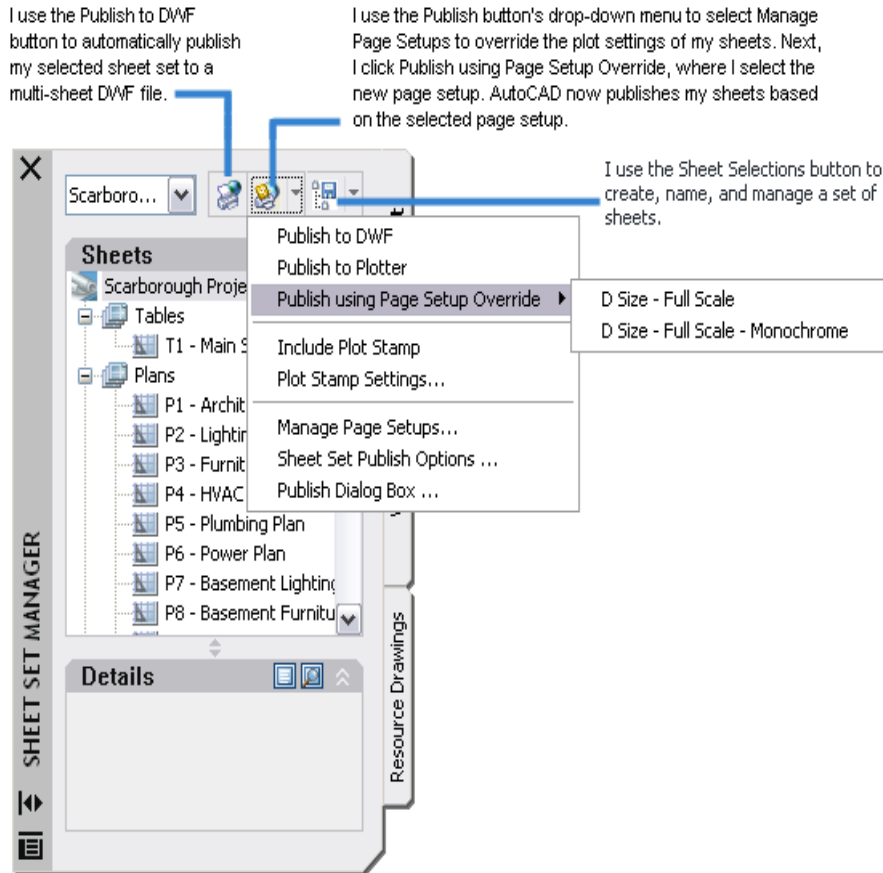 I use the Publish to DWF
button to automatically publish
my selected sheet set to a
multi-sheet DWF file.
I use the Publish button's drop-down menu to select Manage
Page Setups to override the plot settings of my sheets. Next,
I click Publish using Page Setup Override, where I select the
new page setup. AutoCAD now publishes my sheets based
on the selected page setup.
I use the Sheet Selections button to
create, name, and manage a set of
sheets.
Scarboro...
Sheets
Scarborough Proje
Tables
T1 - Main S
Plans
P1 - Archit
P2 - Lightin
P3 - Furnit
P4 - HVAC
P5 - Plumbing Plan
P6 - Power Plan
P7 - Basement Lighting
P8 - Basement Furnitu
Publish to DWF
Publish to Plotter
Publish using Page Setup Override
Include Plot Stamp
Plot Stamp Settings...
Manage Page Setups...
Sheet Set Publish Options ...
Publish Dialog Box ...
D Size - Full Scale
D Size - Full Scale - Monochrome
Details
SHEET SET MANAGER
Resource Drawings